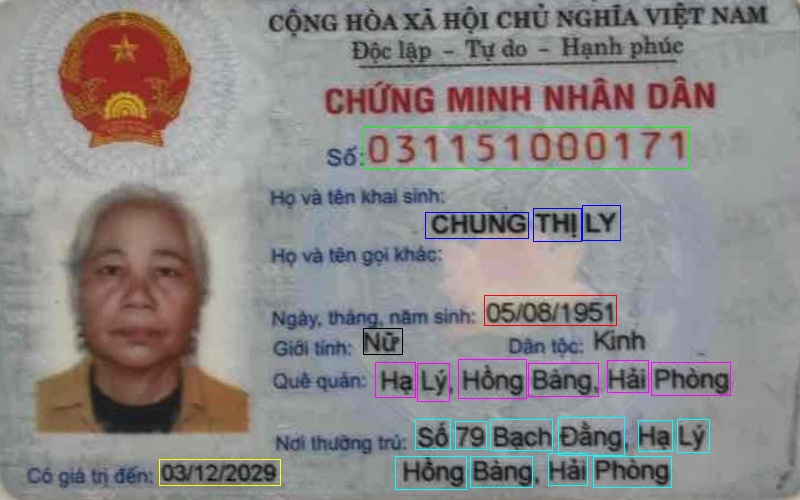 CỘNG HÒA XÃ HỘI CHỦ NGHĨA VIỆT NAM
Độc lập - Tự do - Hạnh phúc
CHỨNG MINH NHÂN DÂN
Số: 031151000171
Họ và tên khai sinh:
CHUNG THỊ LY
Họ và tên gọi khác:
Ngày, tháng, năm sinh: 05/08/1951
Giới tính: Nữ Dân tộc: Kinh
Quê quán: Hạ Lý, Hồng Bàng, Hải Phòng
Nơi thường trú: Số 79 Bạch Đằng, Hạ Lý
Hồng Bàng, Hải Phòng
Có giá trị đến: 03/12/2029